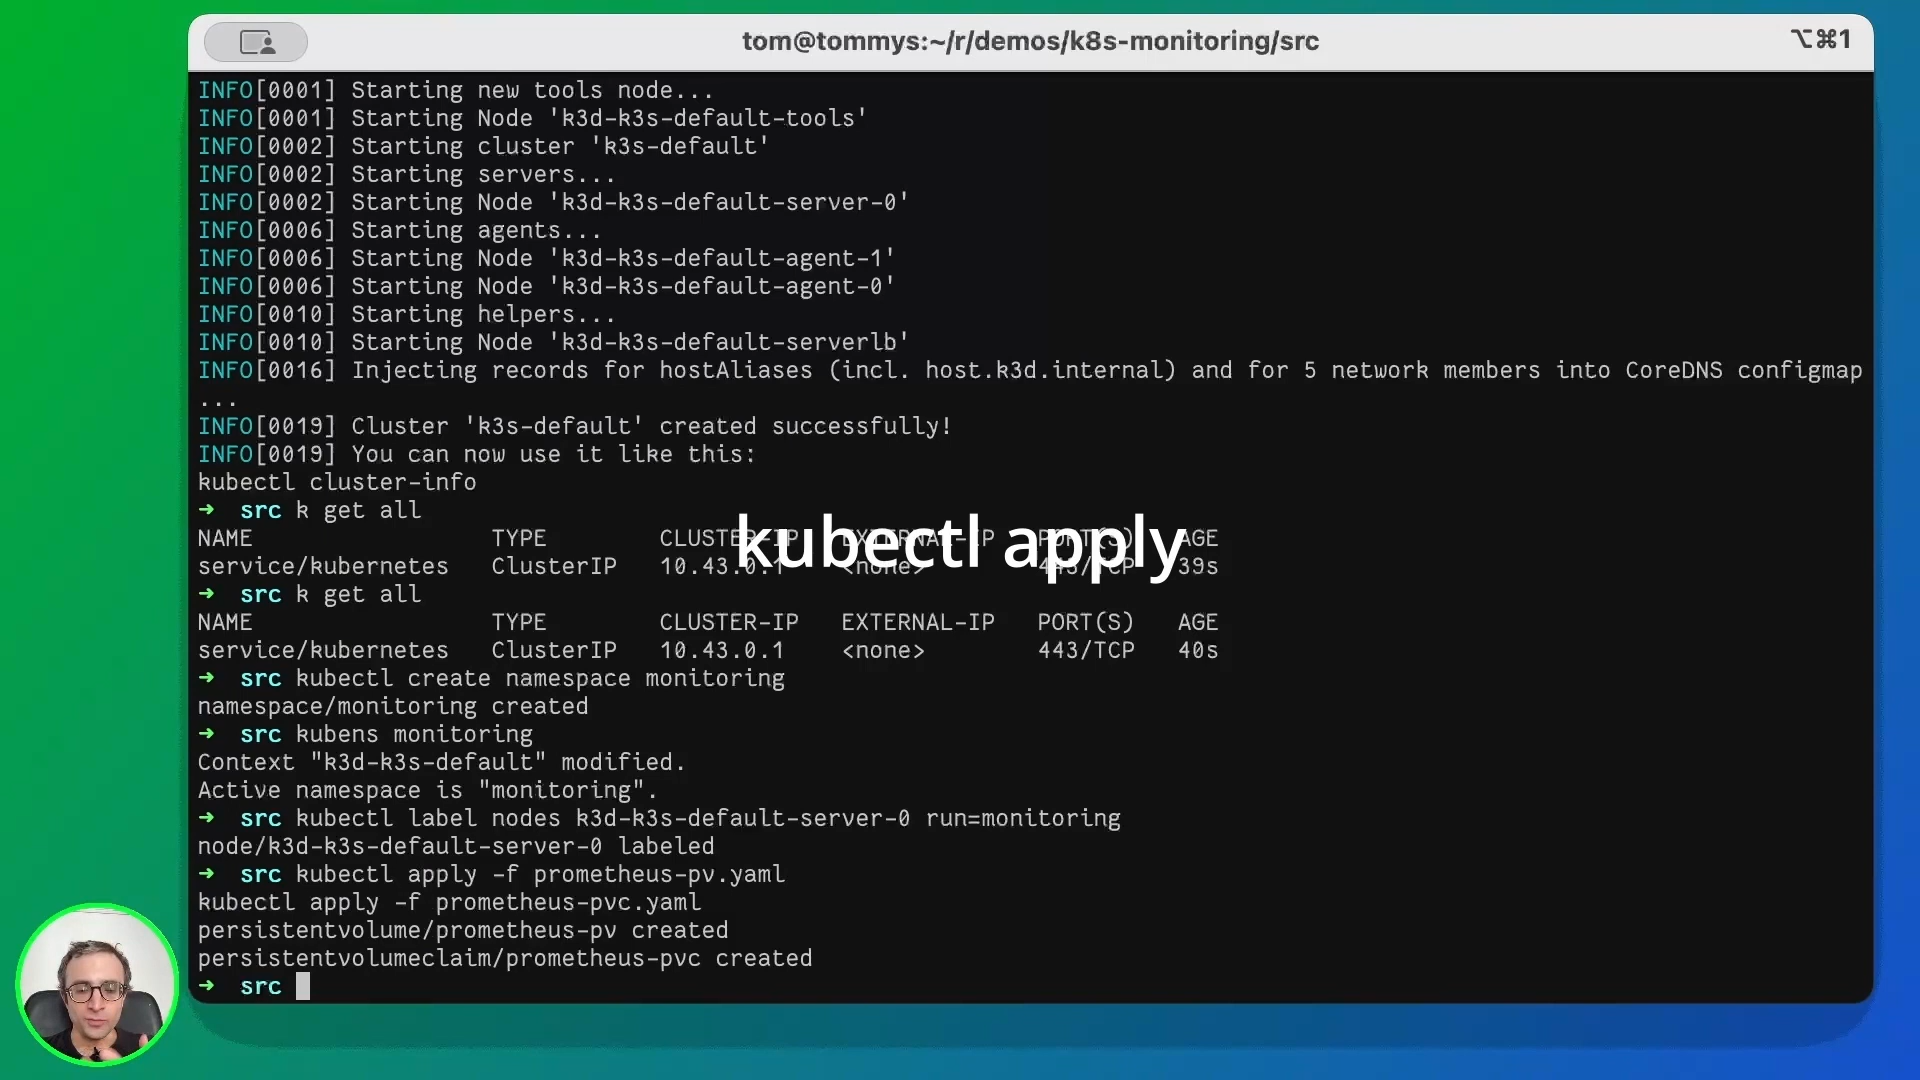 tom@tommys:~/r/demos/k8s-monitoring/src
⌥⌘1
INFO[0001] Starting new tools node...
INFO[0001] Starting Node 'k3d-k3s-default-tools'
INFO[0002] Starting cluster 'k3s-default'
INFO[0002] Starting servers...
INFO[0002] Starting Node 'k3d-k3s-default-server-0'
INFO[0006] Starting agents...
INFO[0006] Starting Node 'k3d-k3s-default-agent-1'
INFO[0006] Starting Node 'k3d-k3s-default-agent-0'
INFO[0010] Starting helpers...
INFO[0010] Starting Node 'k3d-k3s-default-serverlb'
INFO[0016] Injecting records for hostAliases (incl. host.k3d.internal) and for 5 network members into CoreDNS configmap
...
INFO[0019] Cluster 'k3s-default' created successfully!
INFO[0019] You can now use it like this:
kubectl cluster-info
➜ src k get all
NAME TYPE CLUSTER-IP EXTERNAL-IP PORT(S) AGE
kubectl apply
service/kubernetes ClusterIP 10.43.0.1 <none> 443/TCP 39s
➜ src k get all
NAME TYPE CLUSTER-IP EXTERNAL-IP PORT(S) AGE
service/kubernetes ClusterIP 10.43.0.1 <none> 443/TCP 40s
➜ src kubectl create namespace monitoring
namespace/monitoring created
➜ src kubens monitoring
Context "k3d-k3s-default" modified.
Active namespace is "monitoring".
➜ src kubectl label nodes k3d-k3s-default-server-0 run=monitoring
node/k3d-k3s-default-server-0 labeled
➜ src kubectl apply -f prometheus-pv.yaml
kubectl apply -f prometheus-pvc.yaml
persistentvolume/prometheus-pv created
persistentvolumeclaim/prometheus-pvc created
➜ src